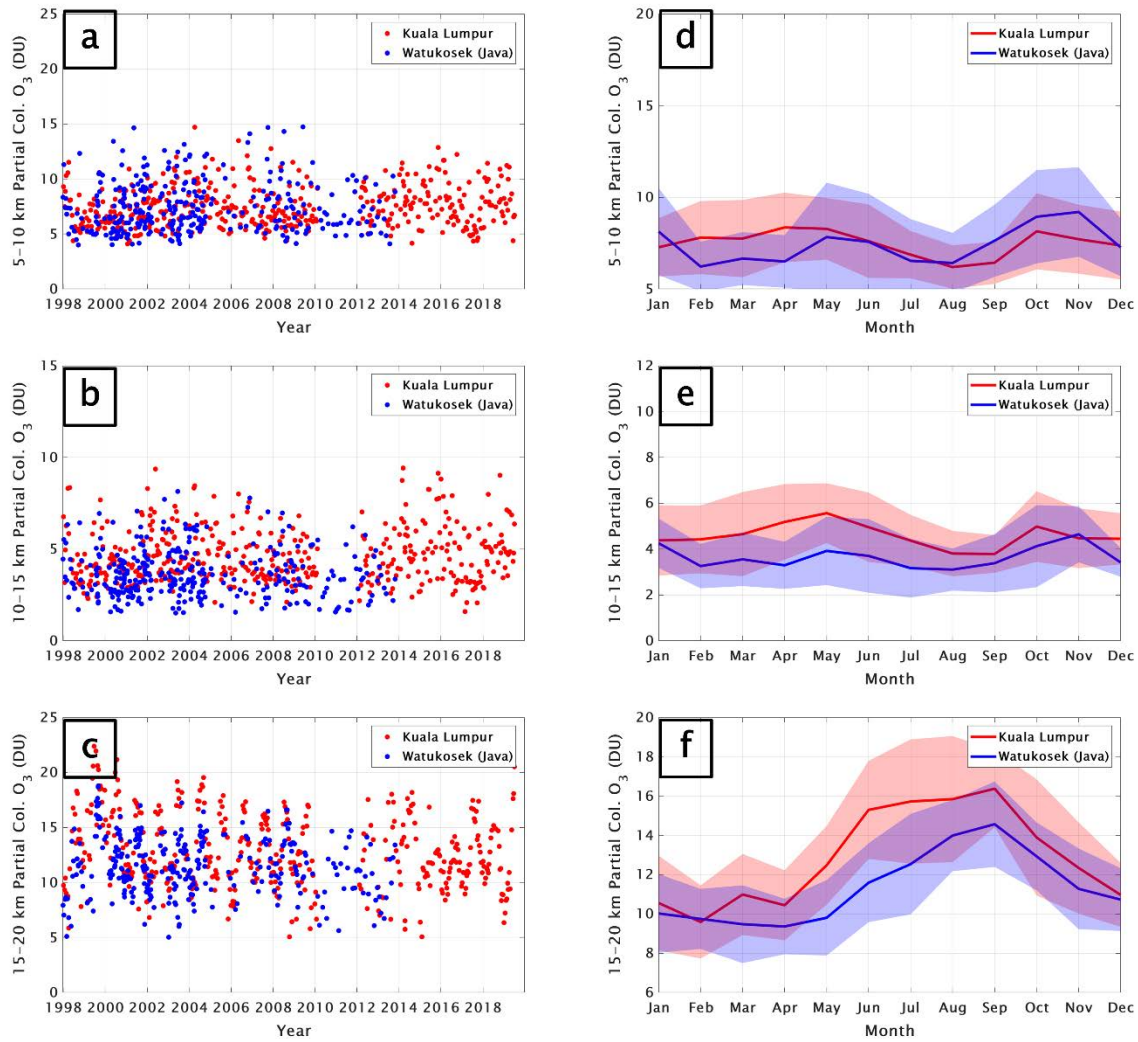 a
5-10 km Partial Col. O3 (DU)
25
20
15
10
5
0
Kuala Lumpur
Watukosek (Java)
1998 2000 2002 2004 2006 2008 2010 2012 2014 2016 2018
Year
d
5-10 km Partial Col. O3 (DU)
20
15
10
5
Kuala Lumpur
Watukosek (Java)
Jan Feb Mar Apr May Jun Jul Aug Sep Oct Nov Dec
Month
b
10-15 km Partial Col. O3 (DU)
15
10
5
0
Kuala Lumpur
Watukosek (Java)
1998 2000 2002 2004 2006 2008 2010 2012 2014 2016 2018
Year
e
10-15 km Partial Col. O3 (DU)
12
10
8
6
4
2
0
Kuala Lumpur
Watukosek (Java)
Jan Feb Mar Apr May Jun Jul Aug Sep Oct Nov Dec
Month
c
15-20 km Partial Col. O3 (DU)
25
20
15
10
5
0
Kuala Lumpur
Watukosek (Java)
1998 2000 2002 2004 2006 2008 2010 2012 2014 2016 2018
Year
f
15-20 km Partial Col. O3 (DU)
20
18
16
14
12
10
8
6
Kuala Lumpur
Watukosek (Java)
Jan Feb Mar Apr May Jun Jul Aug Sep Oct Nov Dec
Month